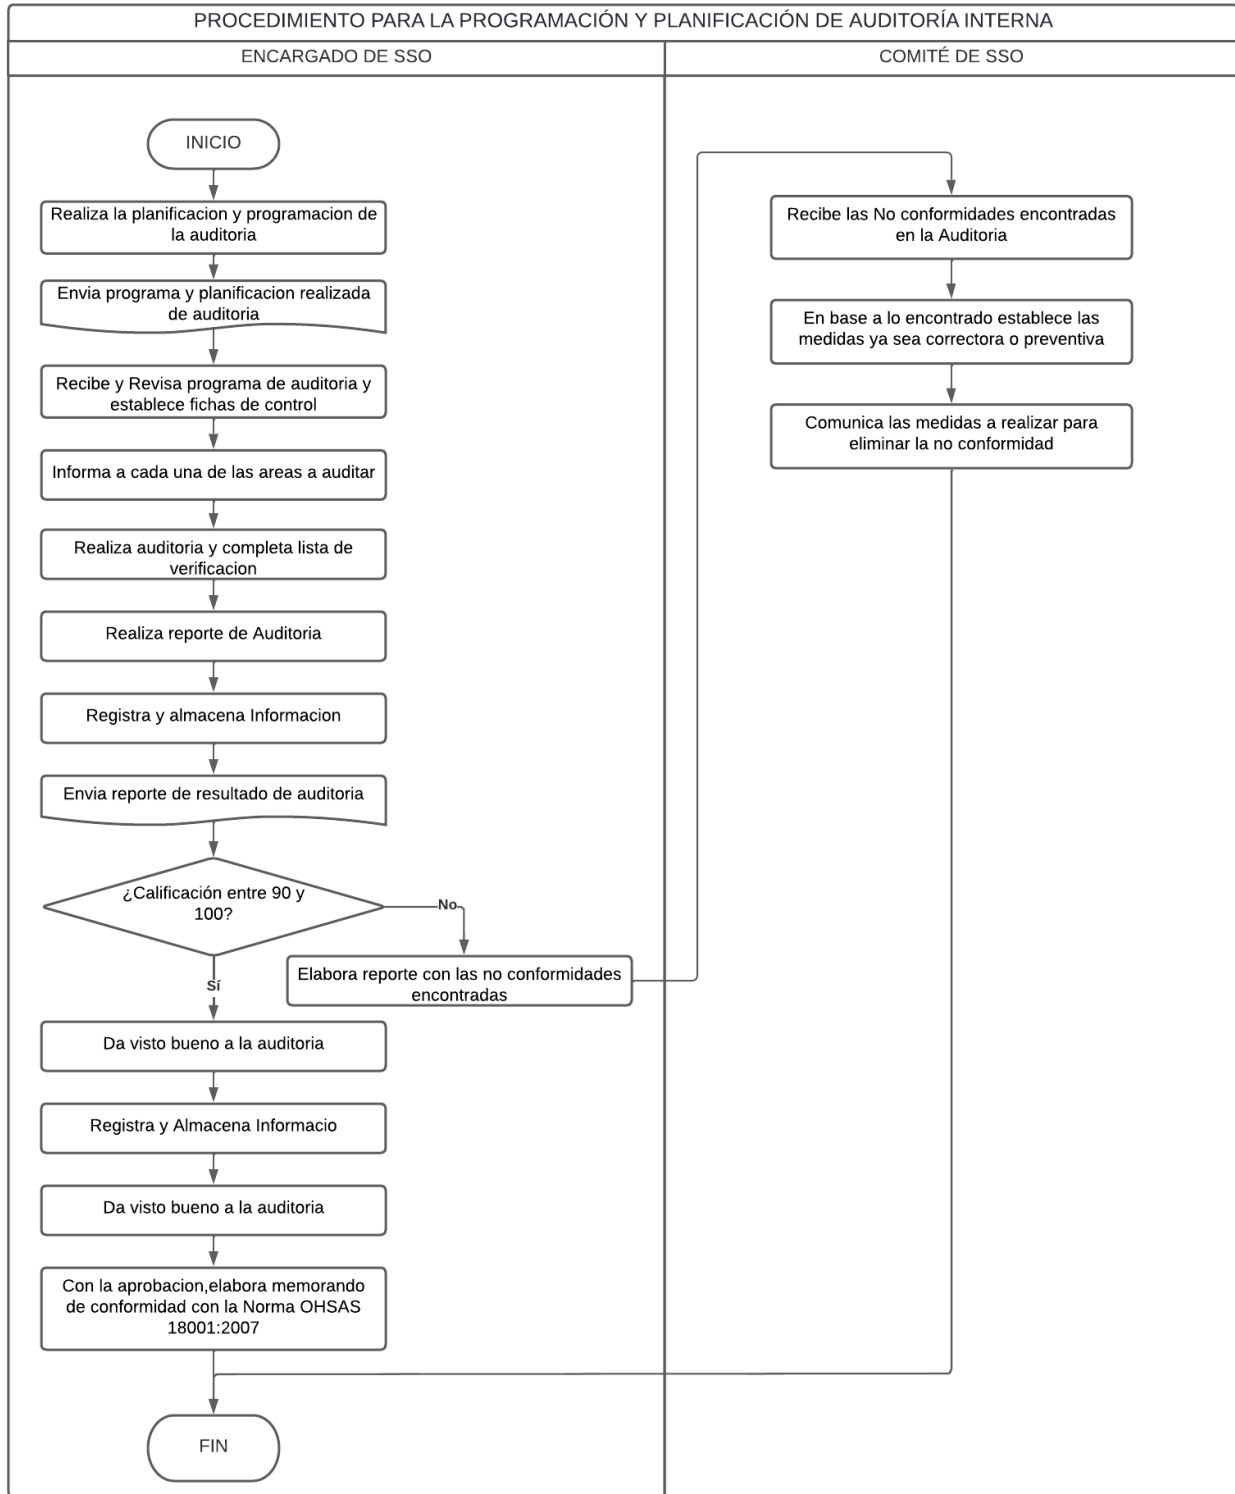 PROCEDIMIENTO PARA LA PROGRAMACIÓN Y PLANIFICACIÓN DE AUDITORÍA INTERNA
ENCARGADO DE SSO
COMITÉ DE SSO
INICIO
Realiza la planificacion y programacion de
la auditoria
Envia programa y planificacion realizada
de auditoria
Recibe y Revisa programa de auditoria y
establece fichas de control
Informa a cada una de las areas a auditar
Realiza auditoria y completa lista de
verificacion
Realiza reporte de Auditoria
Registra y almacena Informacion
Envia reporte de resultado de auditoria
¿Calificación entre 90 y
100?
No
Elabora reporte con las no conformidades
encontradas
Sí
Da visto bueno a la auditoria
Registra y Almacena Informacio
Da visto bueno a la auditoria
Con la aprobacion,elabora memorando
de conformidad con la Norma OHSAS
18001:2007
FIN
Recibe las No conformidades encontradas
en la Auditoria
En base a lo encontrado establece las
medidas ya sea correctora o preventiva
Comunica las medidas a realizar para
eliminar la no conformidad